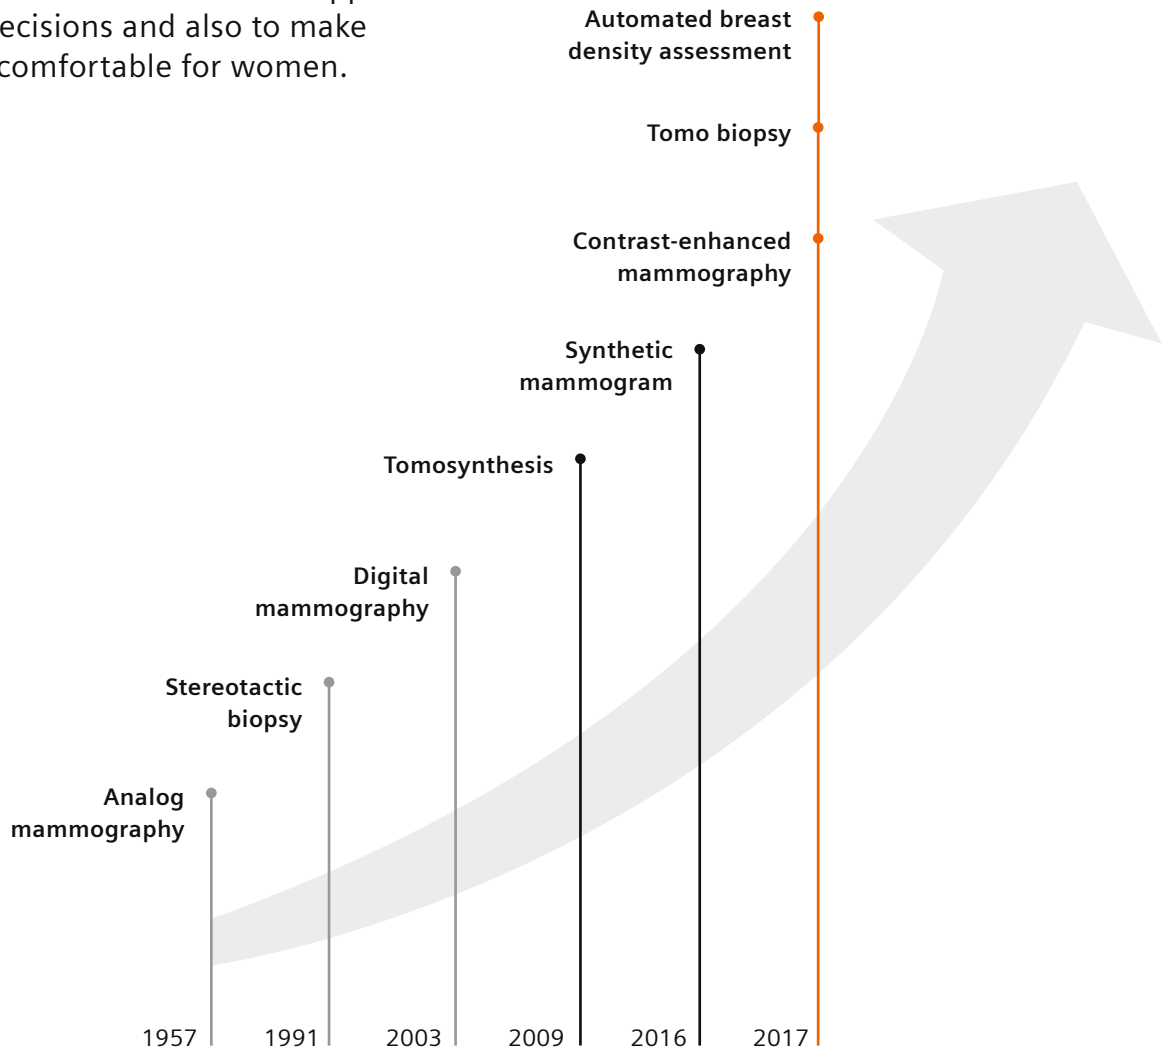 ecisions and also to make
comfortable for women.
Automated breast
density assessment
Tomo biopsy
Contrast-enhanced
mammography
Synthetic
mammogram
Tomosynthesis
Digital
mammography
Stereotactic
biopsy
Analog
mammography
1957 1991 2003 2009 2016 2017